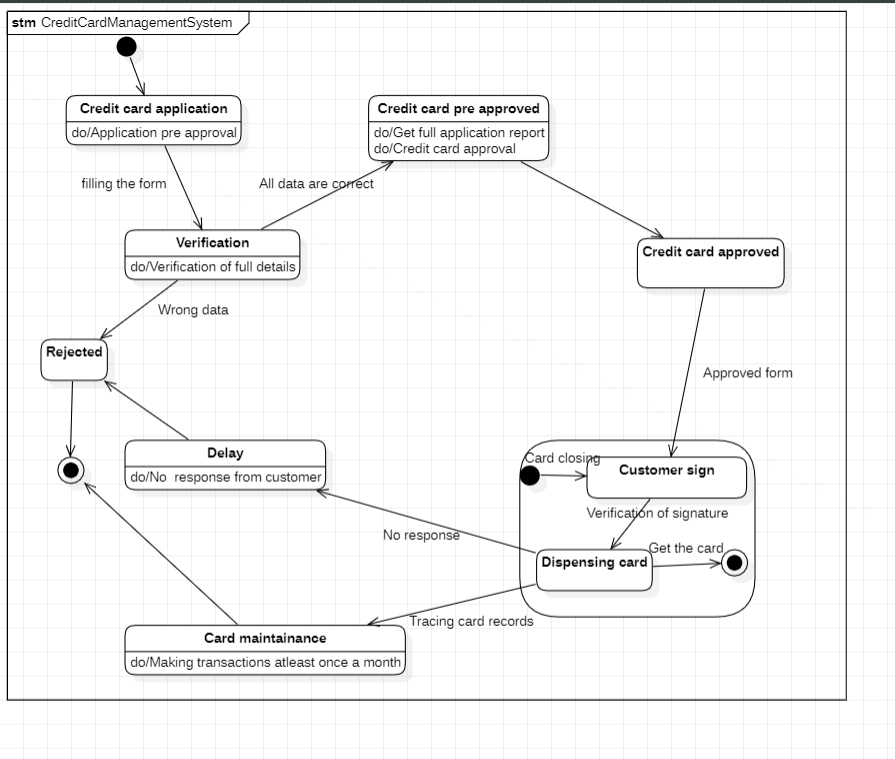 stm CreditCardManagementSystem
Credit card application
do/Application pre approval
Credit card pre approved
do/Get full application report
do/Credit card approval
filling the form
All data are correct
Verification
do/Verification of full details
Credit card approved
Wrong data
Rejected
Approved form
Delay
do/No  response from customer
Card closing
Customer sign
Verification of signature
No response
Get the card
Dispensing card
Tracing card records
Card maintainance
do/Making transactions atleast once a month